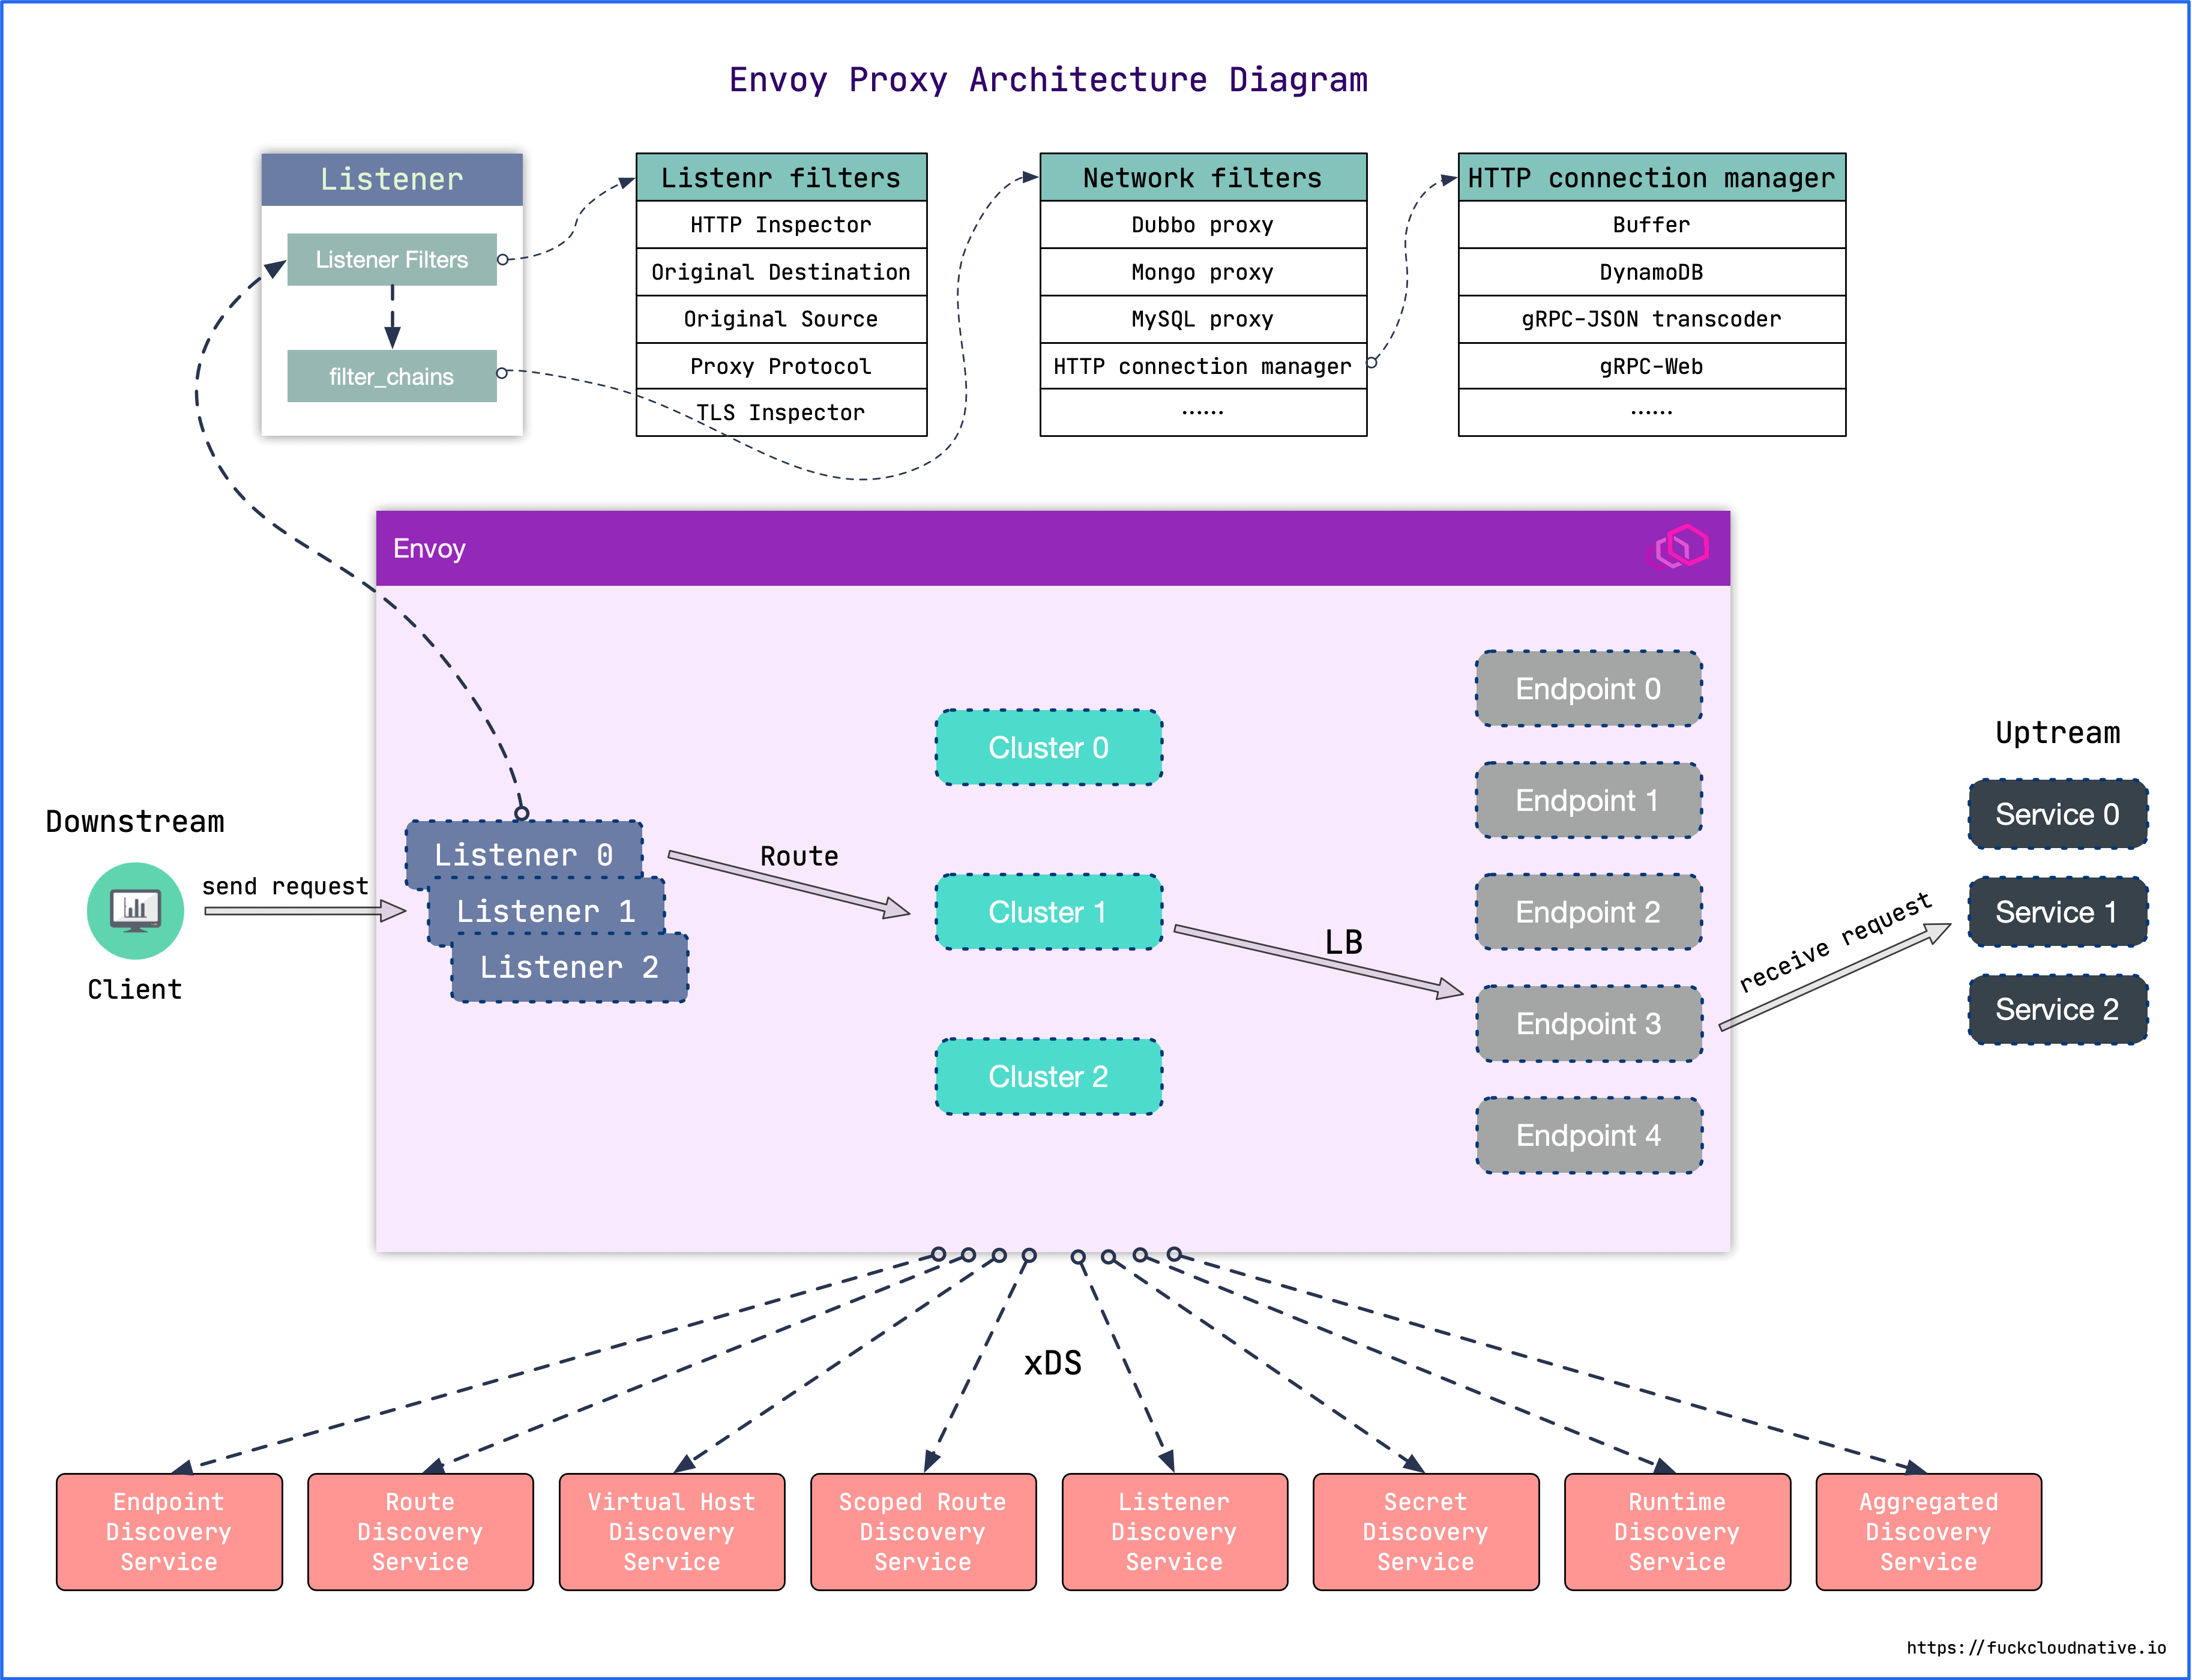 Envoy Proxy Architecture Diagram
Listener
Listener Filters
filter_chains
Listenr filters
HTTP Inspector
Original Destination
Original Source
Proxy Protocol
TLS Inspector
Network filters
Dubbo proxy
Mongo proxy
MySQL proxy
HTTP connection manager
......
HTTP connection manager
Buffer
DynamoDB
gRPC-JSON transcoder
gRPC-Web
......
Envoy
Downstream
Client
send request
Listener 0
Listener 1
Listener 2
Route
Cluster 0
Cluster 1
Cluster 2
LB
Endpoint 0
Endpoint 1
Endpoint 2
Endpoint 3
Endpoint 4
receive request
Uptream
Service 0
Service 1
Service 2
xDS
Endpoint
Discovery
Service
Route
Discovery
Service
Virtual Host
Discovery
Service
Scoped Route
Discovery
Service
Listener
Discovery
Service
Secret
Discovery
Service
Runtime
Discovery
Service
Aggregated
Discovery
Service
https://fuckcloudnative.io